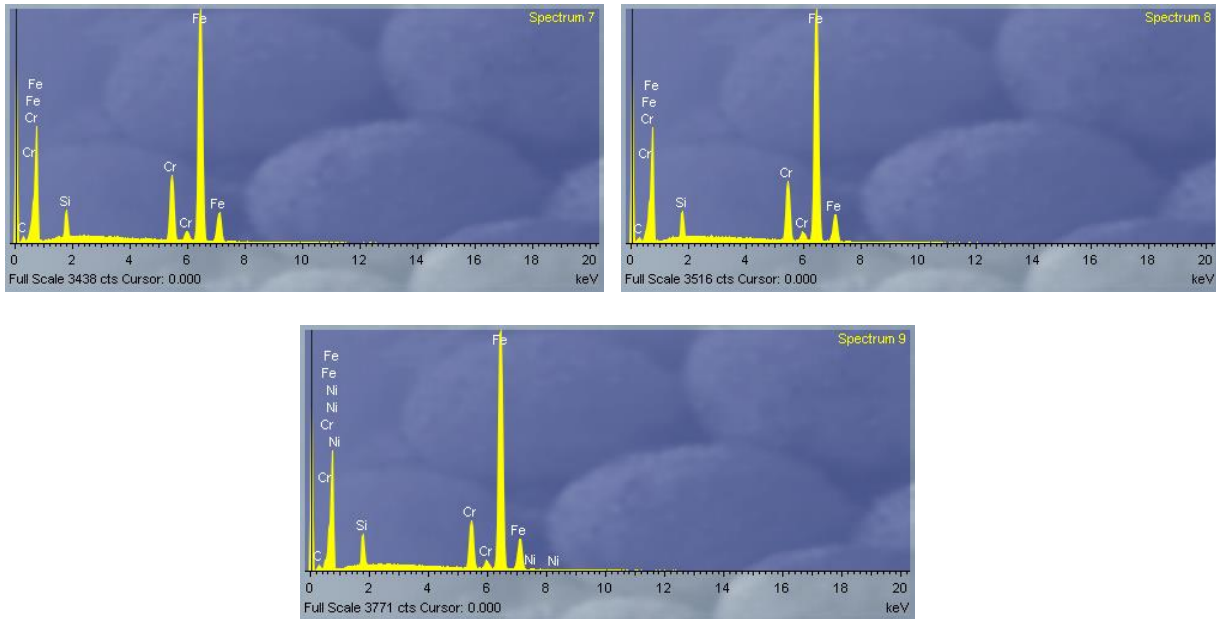 Fe
Spectrum 7
Fe
Fe
Cr
Cr
Cr
Si
Cr
Fe
C
0 2 4 6 8 10 12 14 16 18 20
Full Scale 3438 cts Cursor: 0.000 keV
Fe
Spectrum 8
Fe
Fe
Cr
Cr
Cr
Si
Cr
Fe
C
0 2 4 6 8 10 12 14 16 18 20
Full Scale 3516 cts Cursor: 0.000 keV
Fe
Spectrum 9
Fe
Fe
Ni
Ni
Cr
Ni
Cr
Si
Cr
Cr
Fe
C
Ni Ni
0 2 4 6 8 10 12 14 16 18 20
Full Scale 3771 cts Cursor: 0.000 keV